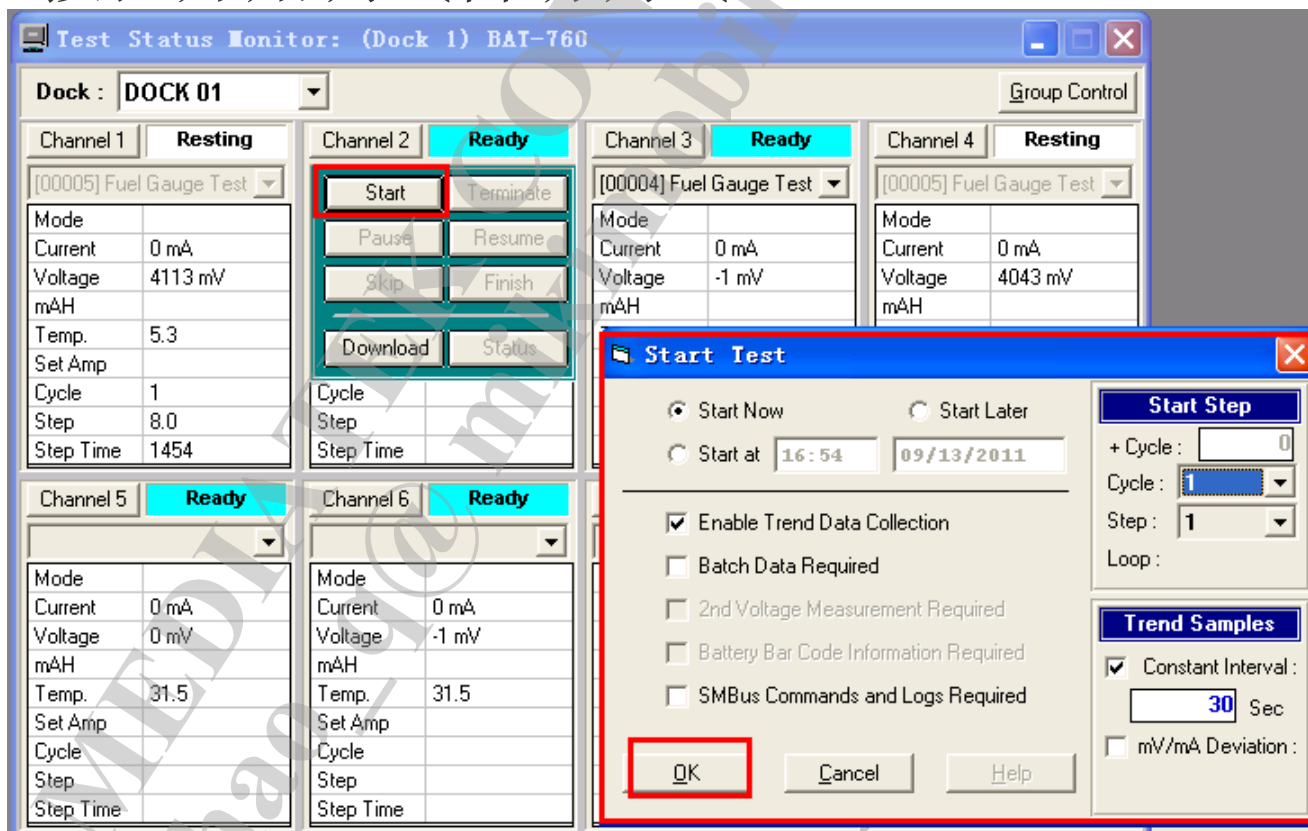 Test Status Monitor: (Dock 1) BAT-760
Dock : DOCK 01 Group Control
Channel 1 Resting Channel 2 Ready Channel 3 Ready Channel 4 Resting
[00005] Fuel Gauge Test Start Terminate [00004] Fuel Gauge Test [00005] Fuel Gauge Test
Mode Pause Resume Mode Mode
Current 0 mA Current 0 mA Current 0 mA
Voltage 4113 mV Skip Finish Voltage -1 mV Voltage 4043 mV
mAH mAH mAH
Temp. 5.3 Download Status
Set Amp
Cycle 1 Cycle
Step 8.0 Step
Step Time 1454 Step Time
Start Test
Start Now Start Later
Start at 16:54 09/13/2011
Enable Trend Data Collection
Batch Data Required
2nd Voltage Measurement Required
Battery Bar Code Information Required
SMBus Commands and Logs Required
OK Cancel Help
Start Step
+ Cycle : 0
Cycle : 1
Step : 1
Loop :
Trend Samples
Constant Interval :
30 Sec
mV/mA Deviation :
Channel 5 Ready Channel 6 Ready
Mode Mode
Current 0 mA Current 0 mA
Voltage 0 mV Voltage -1 mV
mAH mAH
Temp. 31.5 Temp. 31.5
Set Amp Set Amp
Cycle Cycle
Step Step
Step Time Step Time
MEDIATEK CON